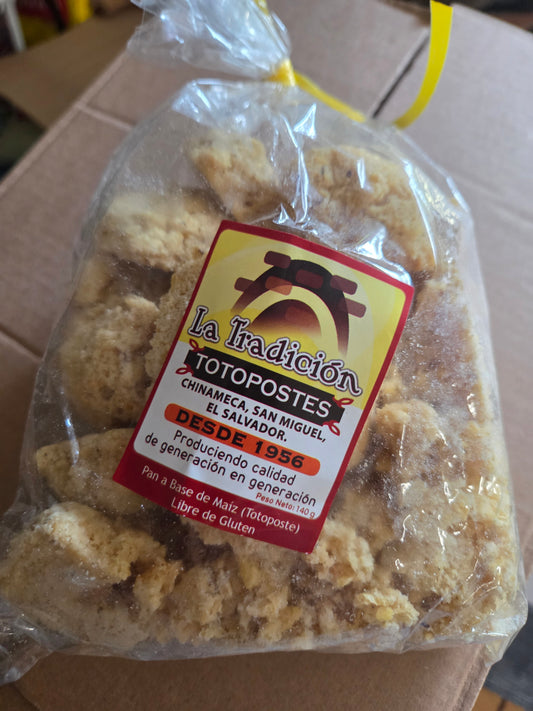 La Tradición
TOTOPOSTES
CHINAMECA, SAN MIGUEL,
EL SALVADOR.
DESDE 1956
Produciendo calidad
de generación en generación
Peso Neto: 140 g
Pan a Base de Maíz (Totoposte)
Libre de Gluten